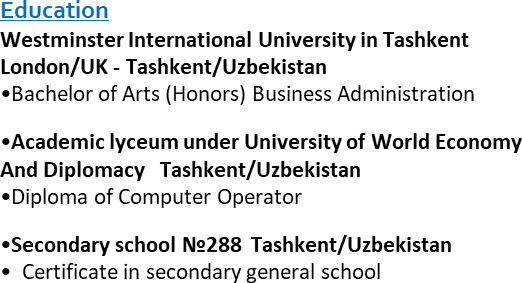 Education
Westminster International University in Tashkent
London/UK - Tashkent/Uzbekistan
•Bachelor of Arts (Honors) Business Administration
•Academic lyceum under University of World Economy
And Diplomacy   Tashkent/Uzbekistan
•Diploma of Computer Operator
•Secondary school №288  Tashkent/Uzbekistan
•  Certificate in secondary general school